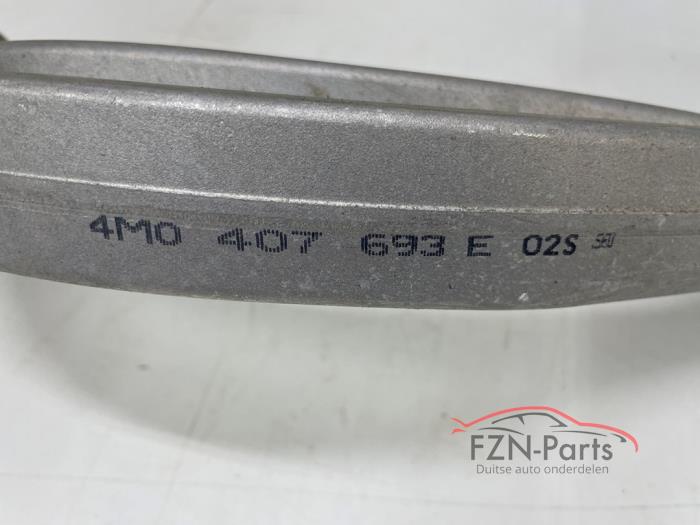 4M0 407 693 E 02S
FZN-Parts
Duitse auto onderdelen